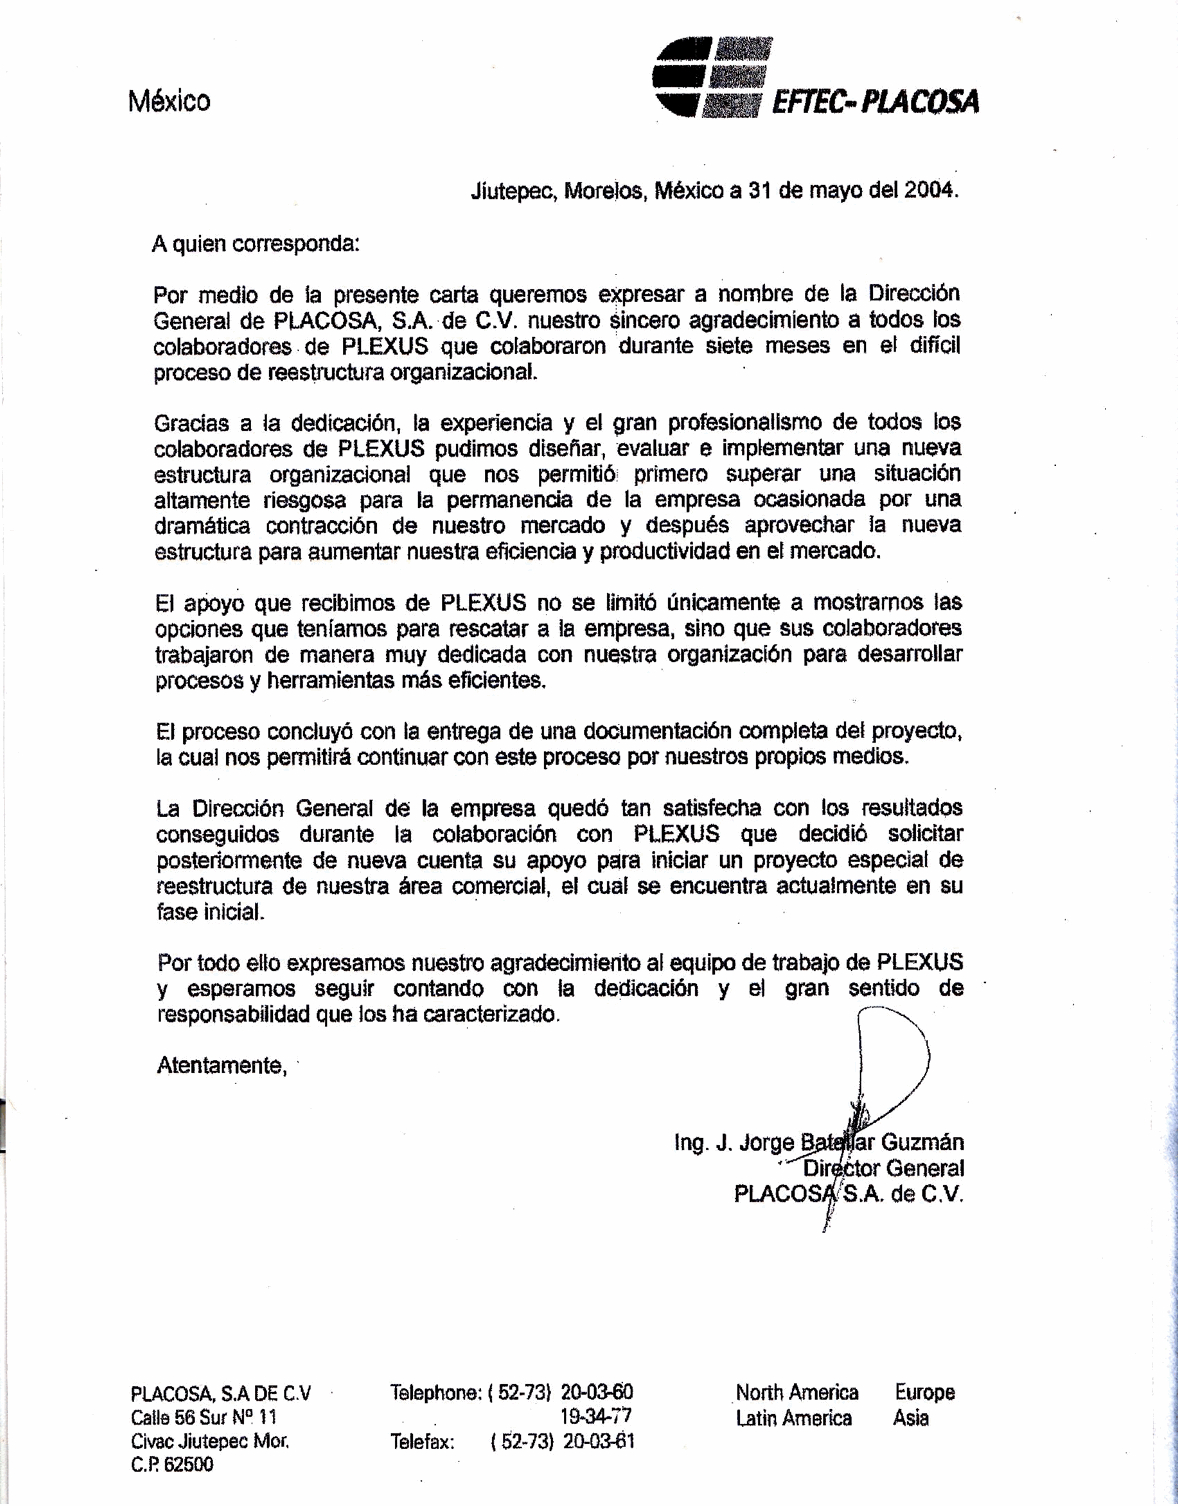 México
EFTEC-PLACOSA
Jiutepec, Morelos, México a 31 de mayo del 2004.
A quien corresponda:
Por medio de la presente carta queremos expresar a nombre de la Dirección
General de PLACOSA, S.A. de C.V. nuestro sincero agradecimiento a todos los
colaboradores de PLEXUS que colaboraron durante siete meses en el difícil
proceso de reestructura organizacional.
Gracias a la dedicación, la experiencia y el gran profesionalismo de todos los
colaboradores de PLEXUS pudimos diseñar, evaluar e implementar una nueva
estructura organizacional que nos permitió primero superar una situación
altamente riesgosa para la permanencia de la empresa ocasionada por una
dramática contracción de nuestro mercado y después aprovechar la nueva
estructura para aumentar nuestra eficiencia y productividad en el mercado.
El apoyo que recibimos de PLEXUS no se limitó únicamente a mostrarnos las
opciones que teníamos para rescatar a la empresa, sino que sus colaboradores
trabajaron de manera muy dedicada con nuestra organización para desarrollar
procesos y herramientas más eficientes.
El proceso concluyó con la entrega de una documentación completa del proyecto,
la cual nos permitirá continuar con este proceso por nuestros propios medios.
La Dirección General de la empresa quedó tan satisfecha con los resultados
conseguidos durante la colaboración con PLEXUS que decidió solicitar
posteriormente de nueva cuenta su apoyo para iniciar un proyecto especial de
reestructura de nuestra área comercial, el cual se encuentra actualmente en su
fase inicial.
Por todo ello expresamos nuestro agradecimiento al equipo de trabajo de PLEXUS
y esperamos seguir contando con la dedicación y el gran sentido de
responsabilidad que los ha caracterizado.
Atentamente,
Ing. J. Jorge Guzmán
Director General
PLACOSA S.A. de C.V.
PLACOSA, S.A DE C.V Telephone: ( 52-73) 20-03-60 North America Europe
Calle 56 Sur Nº 11 19-34-77 Latin America Asia
Civac Jiutepec Mor. Telefax: ( 52-73) 20-03-61
C.P. 62500